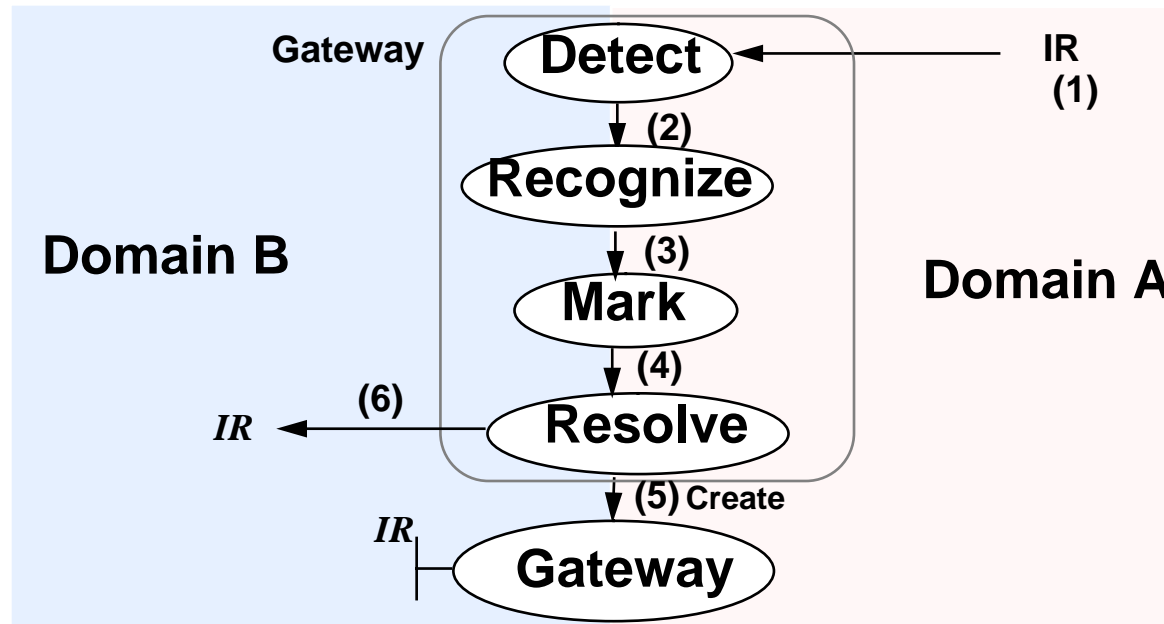 Gateway
Detect
IR
(1)
(2)
Recognize
Domain B
(3)
Domain A
Mark
(4)
(6)
IR
Resolve
(5) Create
IR
Gateway